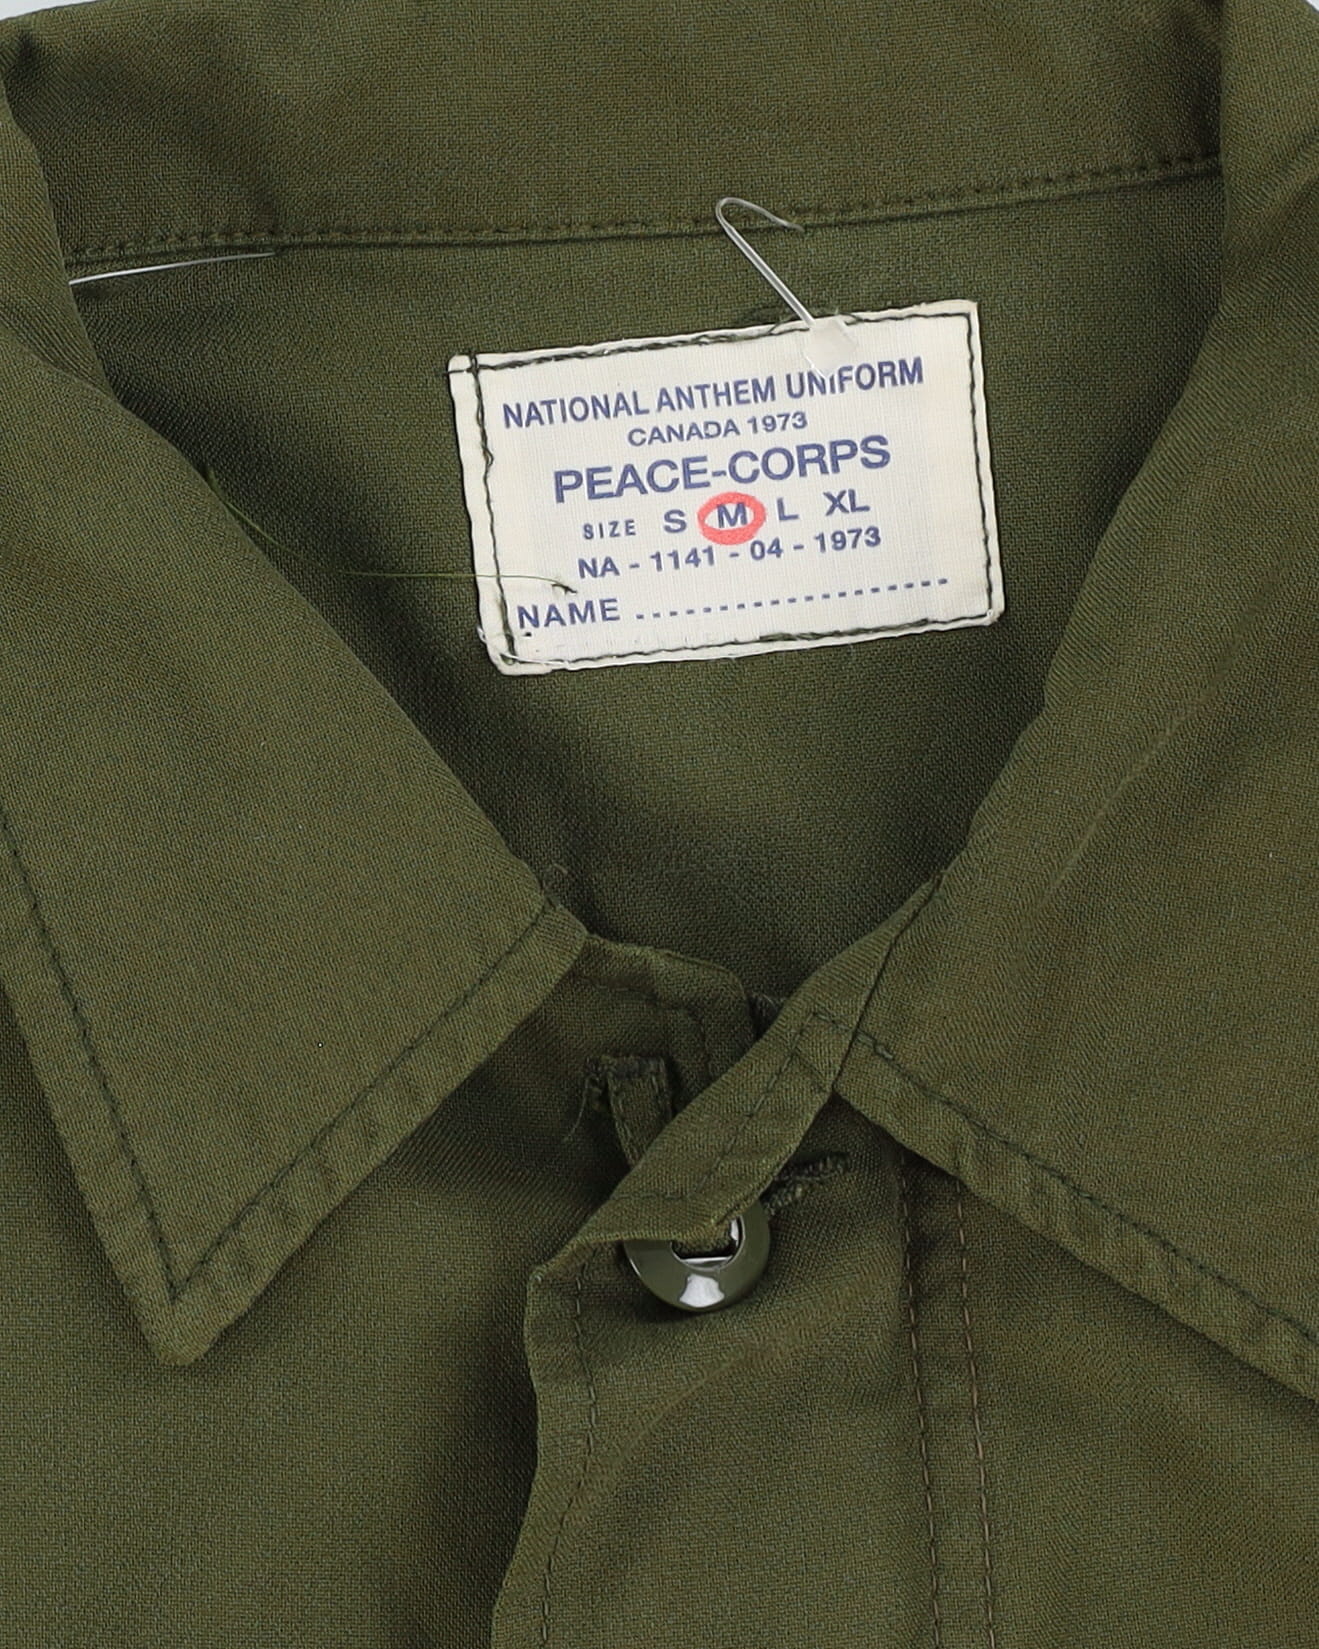 NATIONAL ANTHEM UNIFORM
CANADA 1973
PEACE-CORPS
SIZE S M L XL
NA - 1141 - 04 - 1973
NAME ...................